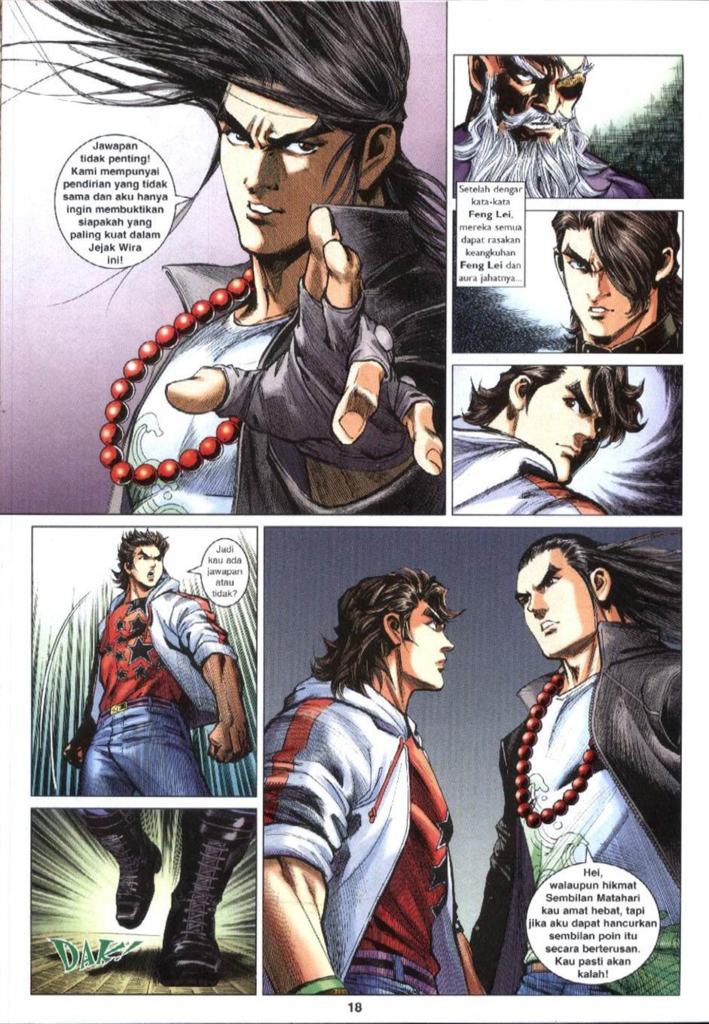 Jawapan
tidak penting!
Kami mempunyai
pendirian yang tidak
sama dan aku hanya
ingin membuktikan
siapakah yang
paling kuat dalam
Jejak Wira
ini!
Setelah dengar
kata-kata
Feng Lei,
mereka semua
dapat rasakan
keangkuhan
Feng Lei dan
aura jahatnya...
Jadi
kau ada
jawapan
atau
tidak?
DAK!
Hei,
walaupun hikmat
Sembilan Matahari
kau amat hebat, tapi
jika aku dapat hancurkan
sembilan poin itu
secara berterusan.
Kau pasti akan
kalah!
18